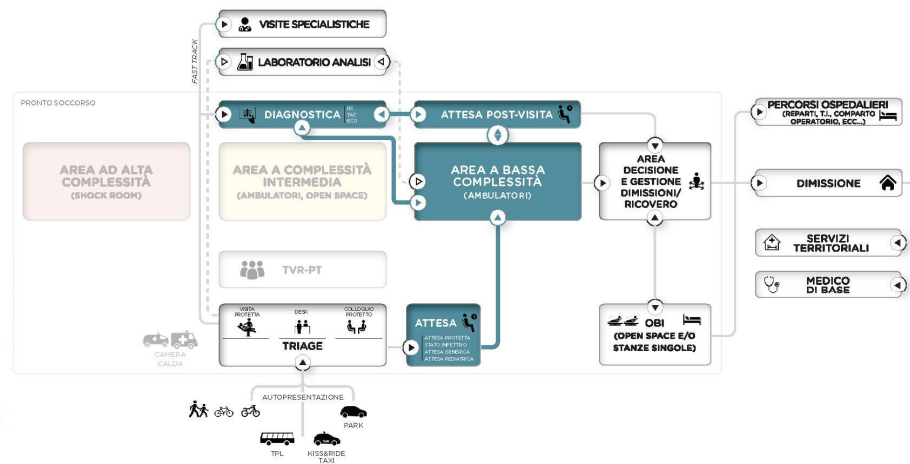 VISITE SPECIALISTICHE
FAST TRACK
LABORATORIO ANALISI
PRONTO SOCCORSO
DIAGNOSTICA
RX
TAC
ECO
ATTESA POST-VISITA
PERCORSI OSPEDALIERI
(REPARTI, T.I., COMPARTO
OPERATORIO, ECC...)
AREA AD ALTA
COMPLESSITÀ
(SHOCK ROOM)
AREA A COMPLESSITÀ
INTERMEDIA
(AMBULATORI, OPEN SPACE)
AREA A BASSA
COMPLESSITÀ
(AMBULATORI)
AREA
DECISIONE
E GESTIONE
DIMISSIONI/
RICOVERO
DIMISSIONE
SERVIZI
TERRITORIALI
MEDICO
DI BASE
TVR-PT
VISITA
PROTETTA
DESK
COLLOQUIO
PROTETTO
TRIAGE
ATTESA
ATTESA PROTETTA
STATO INFETTIVO
ATTESA GENERICA
ATTESA PEDIATRICA
OBI
(OPEN SPACE E/O
STANZE SINGOLE)
CAMERA
CALDA
AUTOPRESENTAZIONE
PARK
TPL
KISS&RIDE
TAXI